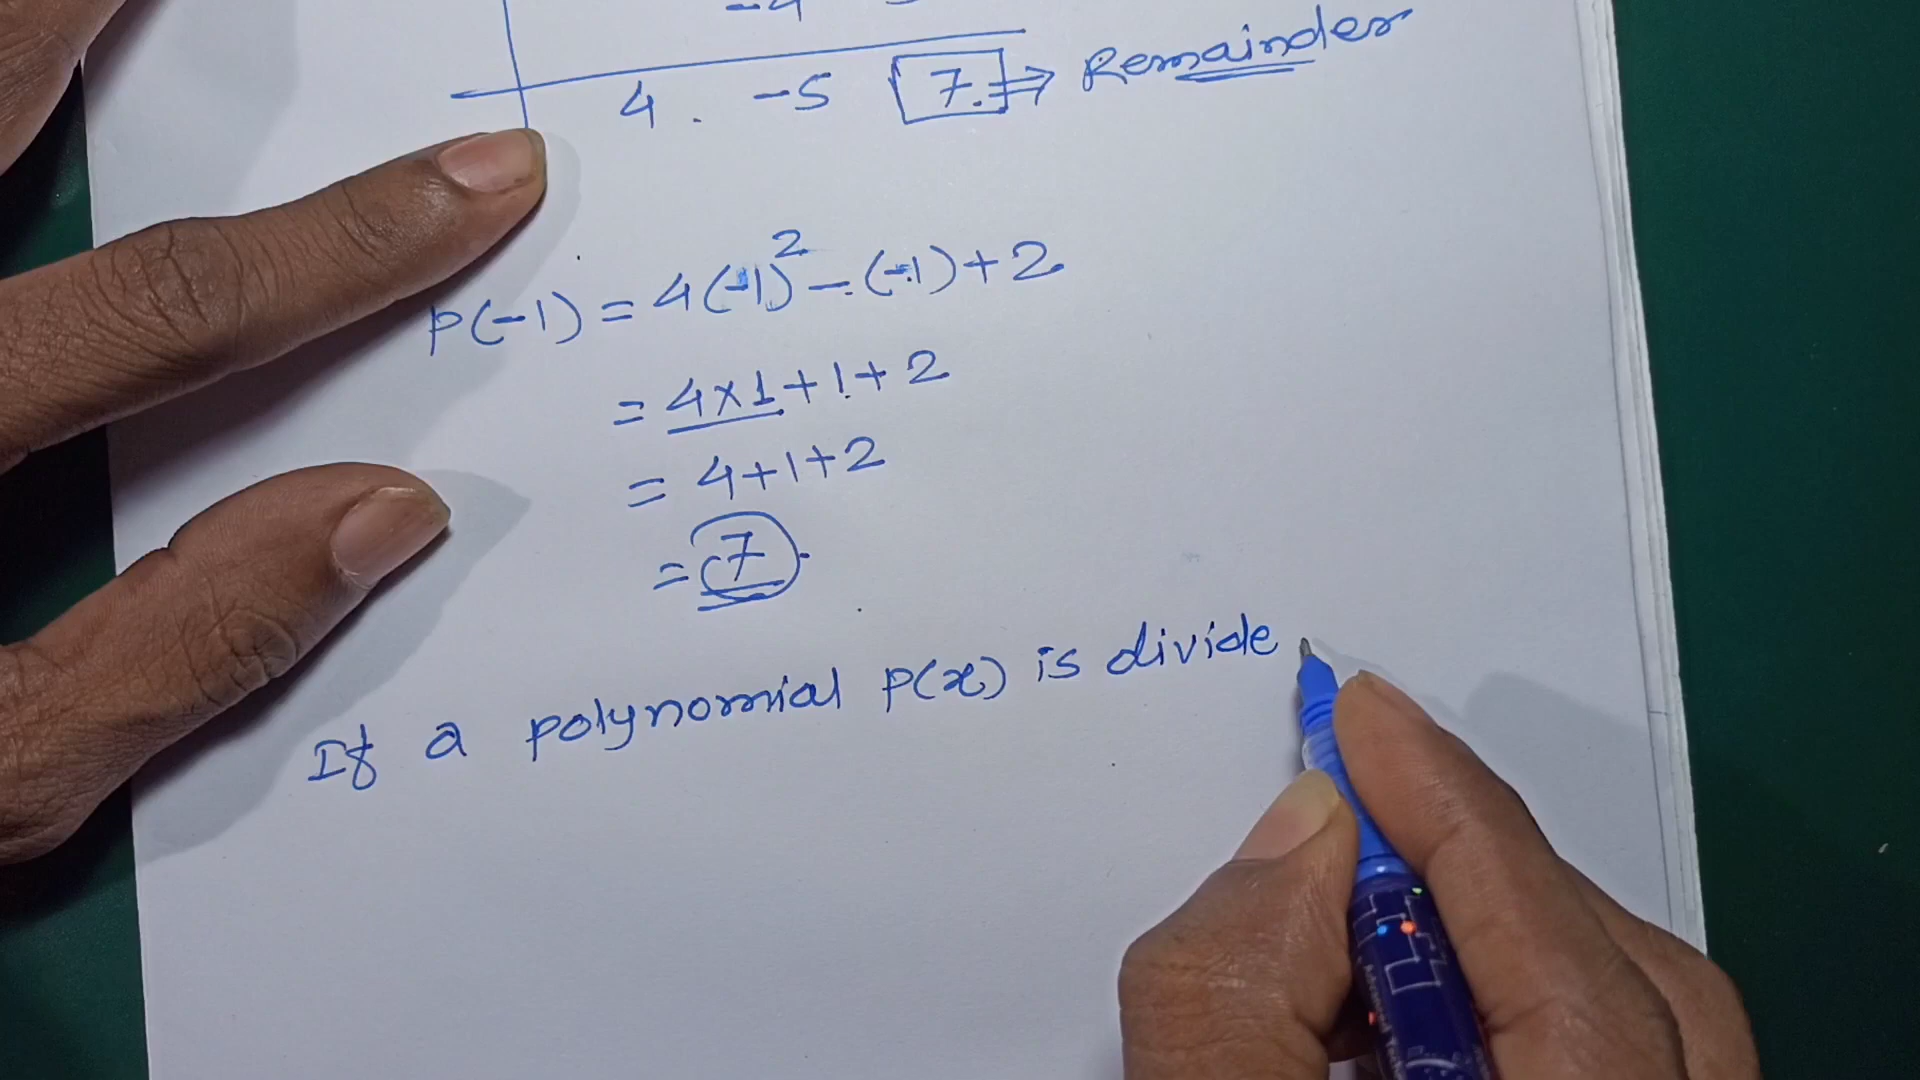 -4
4 . -5 7. ⇒ Remainder
P(-1) = 4(-1)² - (-1) + 2
= 4×1 + 1 + 2
= 4+1+2
= 7
If a polynomial P(x) is divide